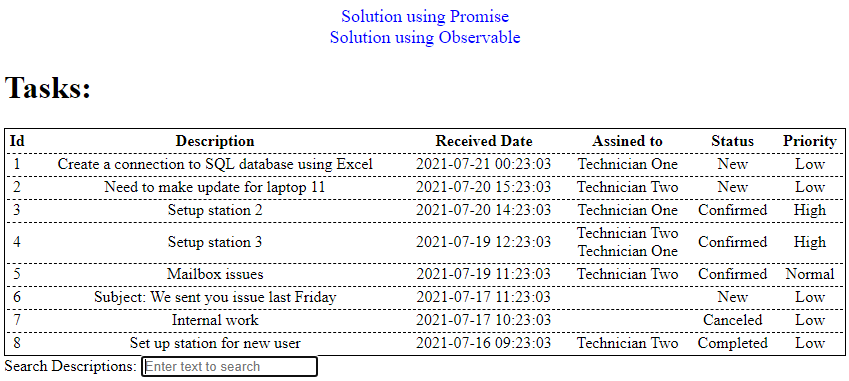 Solution using Promise
Solution using Observable
Tasks:
Id Description Received Date Assined to Status Priority
1 Create a connection to SQL database using Excel 2021-07-21 00:23:03 Technician One New Low
2 Need to make update for laptop 11 2021-07-20 15:23:03 Technician Two New Low
3 Setup station 2 2021-07-20 14:23:03 Technician One Confirmed High
4 Setup station 3 2021-07-19 12:23:03 Technician Two Confirmed High
Technician One
5 Mailbox issues 2021-07-19 11:23:03 Technician Two Confirmed Normal
6 Subject: We sent you issue last Friday 2021-07-17 11:23:03 New Low
7 Internal work 2021-07-17 10:23:03 Canceled Low
8 Set up station for new user 2021-07-16 09:23:03 Technician Two Completed Low
Search Descriptions: Enter text to search